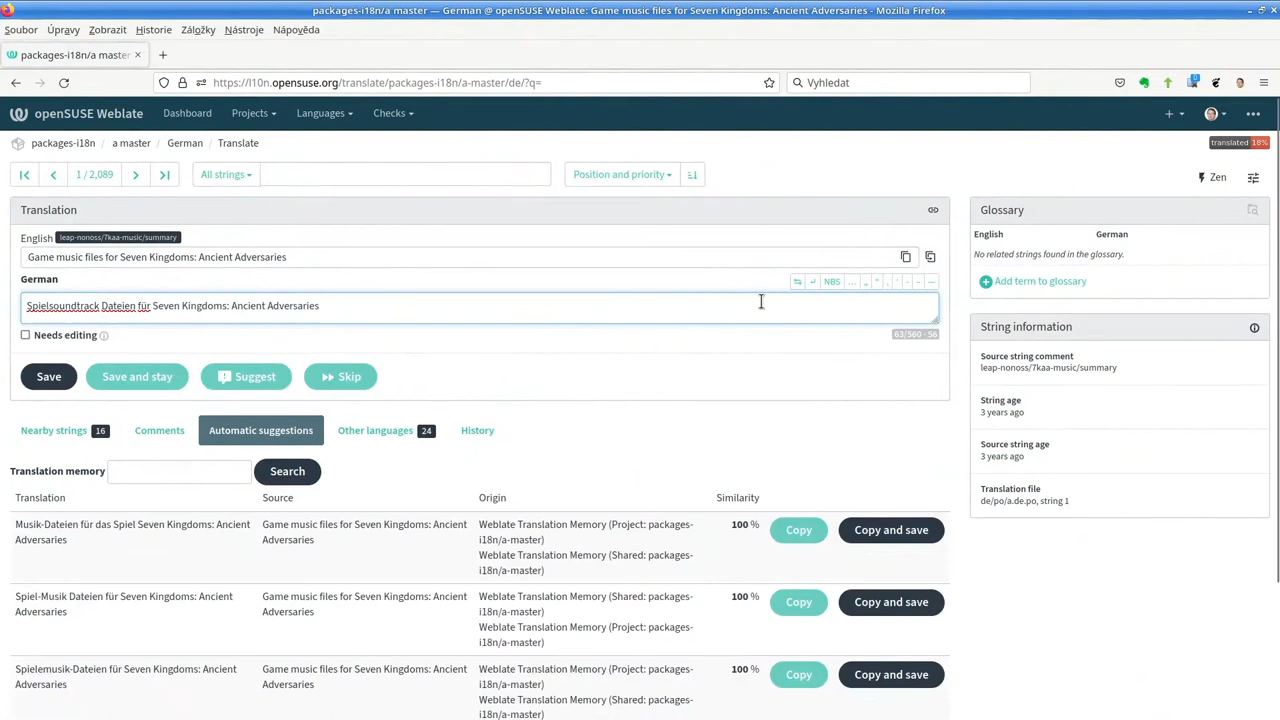 packages-i18n/a master — German @ openSUSE Weblate: Game music files for Seven Kingdoms: Ancient Adversaries - Mozilla Firefox
Soubor Úpravy Zobrazit Historie Záložky Nástroje Nápověda
packages-i18n/a master
https://l10n.opensuse.org/translate/packages-i18n/a-master/de/?q=
Vyhledat
openSUSE Weblate Dashboard Projects Languages Checks
packages-i18n / a master / German / Translate
translated 18%
1 / 2,089 All strings Position and priority Zen
Translation
English leap-nonoss/7kaa-music/summary
Game music files for Seven Kingdoms: Ancient Adversaries
German
NBS … „ “ ‚ ‘ - – —
Spielsoundtrack Dateien für Seven Kingdoms: Ancient Adversaries
Needs editing
63/560 · 56
Save Save and stay Suggest Skip
Glossary
English German
No related strings found in the glossary.
Add term to glossary
String information
Source string comment
leap-nonoss/7kaa-music/summary
String age
3 years ago
Source string age
3 years ago
Translation file
de/po/a.de.po, string 1
Nearby strings 16 Comments Automatic suggestions Other languages 24 History
Translation memory Search
Translation Source Origin Similarity
Musik-Dateien für das Spiel Seven Kingdoms: Ancient
Adversaries
Game music files for Seven Kingdoms: Ancient
Adversaries
Weblate Translation Memory (Project: packages-
i18n/a-master)
Weblate Translation Memory (Shared: packages-
i18n/a-master)
100 % Copy Copy and save
Spiel-Musik Dateien für Seven Kingdoms: Ancient
Adversaries
Game music files for Seven Kingdoms: Ancient
Adversaries
Weblate Translation Memory (Shared: packages-
i18n/a-master)
Weblate Translation Memory (Project: packages-
i18n/a-master)
100 % Copy Copy and save
Spielemusik-Dateien für Seven Kingdoms: Ancient
Adversaries
Game music files for Seven Kingdoms: Ancient
Adversaries
Weblate Translation Memory (Project: packages-
i18n/a-master)
Weblate Translation Memory (Shared: packages-
i18n/a-master)
100 % Copy Copy and save